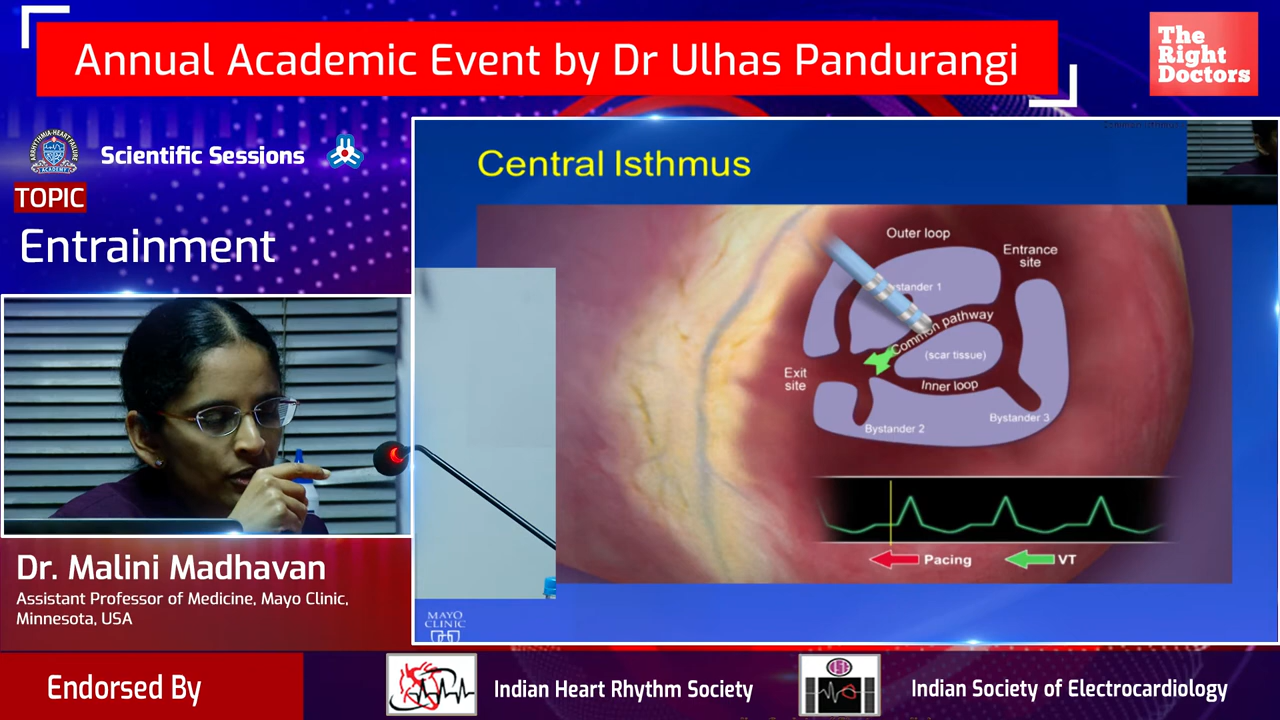 Annual Academic Event by Dr Ulhas Pandurangi
The
Right
Doctors
Scientific Sessions
TOPIC
Entrainment
Central Isthmus
Outer loop
Entrance
site
Bystander 1
Common pathway
(scar tissue)
Exit
site
Inner loop
Bystander 3
Bystander 2
Pacing
VT
MAYO
CLINIC
Dr. Malini Madhavan
Assistant Professor of Medicine, Mayo Clinic,
Minnesota, USA
Endorsed By
Indian Heart Rhythm Society
Indian Society of Electrocardiology